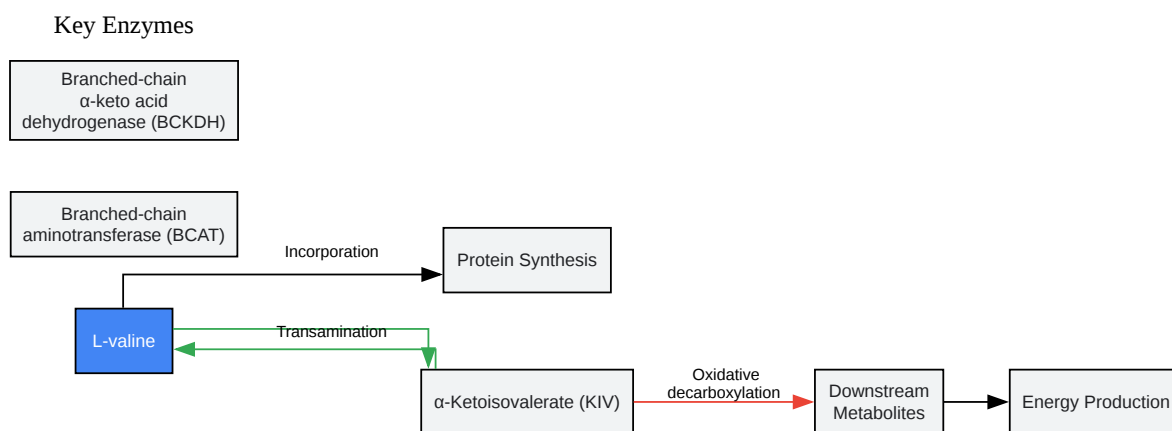 Key Enzymes
Branched-chain
α-keto acid
dehydrogenase (BCKDH)
Branched-chain
aminotransferase (BCAT)
Incorporation
Protein Synthesis
L-valine
Transamination
α-Ketoisovalerate (KIV)
Oxidative
decarboxylation
Downstream
Metabolites
Energy Production